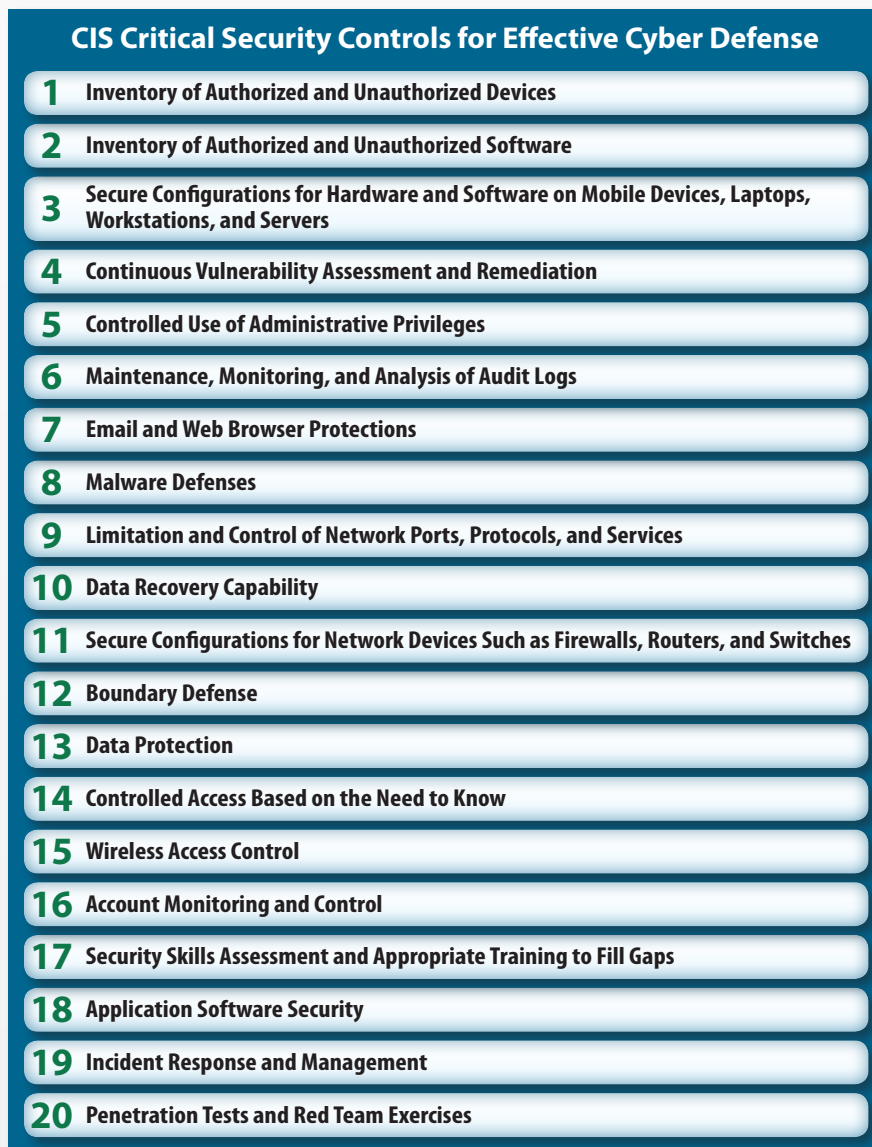 CIS Critical Security Controls for Effective Cyber Defense
1 Inventory of Authorized and Unauthorized Devices
2 Inventory of Authorized and Unauthorized Software
3 Secure Configurations for Hardware and Software on Mobile Devices, Laptops,
Workstations, and Servers
4 Continuous Vulnerability Assessment and Remediation
5 Controlled Use of Administrative Privileges
6 Maintenance, Monitoring, and Analysis of Audit Logs
7 Email and Web Browser Protections
8 Malware Defenses
9 Limitation and Control of Network Ports, Protocols, and Services
10 Data Recovery Capability
11 Secure Configurations for Network Devices Such as Firewalls, Routers, and Switches
12 Boundary Defense
13 Data Protection
14 Controlled Access Based on the Need to Know
15 Wireless Access Control
16 Account Monitoring and Control
17 Security Skills Assessment and Appropriate Training to Fill Gaps
18 Application Software Security
19 Incident Response and Management
20 Penetration Tests and Red Team Exercises